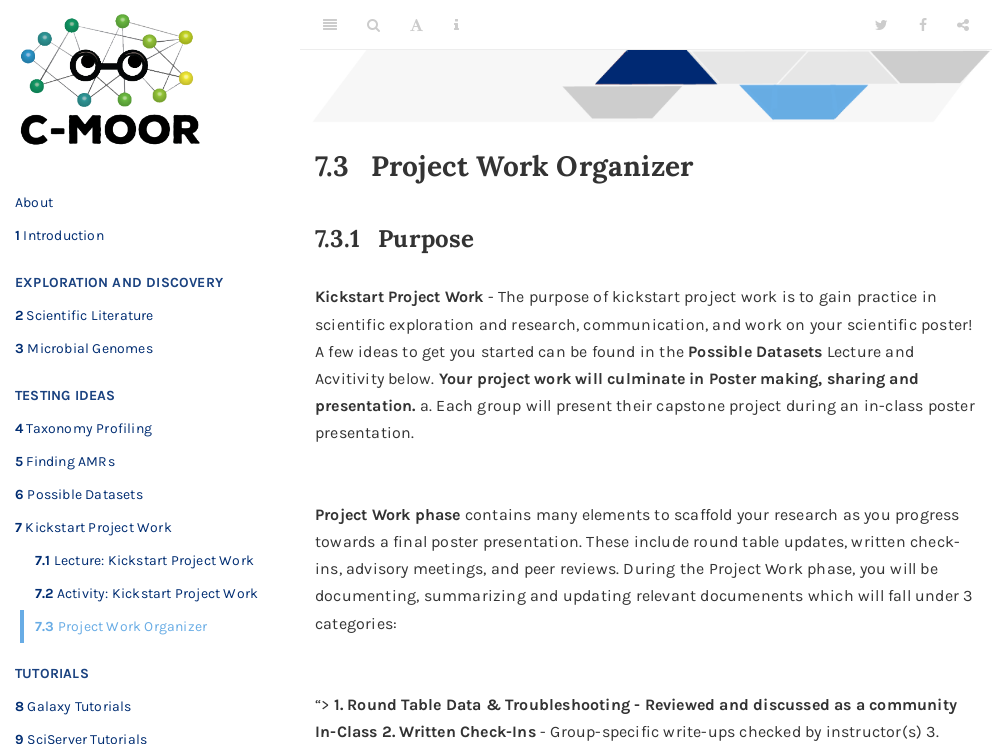 C-MOOR
About
1 Introduction
EXPLORATION AND DISCOVERY
2 Scientific Literature
3 Microbial Genomes
TESTING IDEAS
4 Taxonomy Profiling
5 Finding AMRs
6 Possible Datasets
7 Kickstart Project Work
7.1 Lecture: Kickstart Project Work
7.2 Activity: Kickstart Project Work
7.3 Project Work Organizer
TUTORIALS
8 Galaxy Tutorials
9 SciServer Tutorials
A
7.3 Project Work Organizer
7.3.1 Purpose
Kickstart Project Work - The purpose of kickstart project work is to gain practice in
scientific exploration and research, communication, and work on your scientific poster!
A few ideas to get you started can be found in the Possible Datasets Lecture and
Acvitivity below. Your project work will culminate in Poster making, sharing and
presentation. a. Each group will present their capstone project during an in-class poster
presentation.
Project Work phase contains many elements to scaffold your research as you progress
towards a final poster presentation. These include round table updates, written check-
ins, advisory meetings, and peer reviews. During the Project Work phase, you will be
documenting, summarizing and updating relevant documenents which will fall under 3
categories:
“> 1. Round Table Data & Troubleshooting - Reviewed and discussed as a community
In-Class 2. Written Check-Ins - Group-specific write-ups checked by instructor(s) 3.